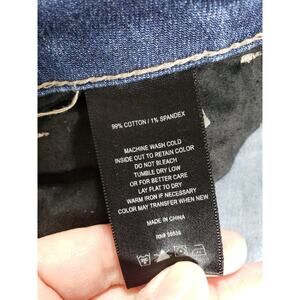 99% COTTON / 1% SPANDEX
MACHINE WASH COLD
INSIDE OUT TO RETAIN COLOR
DO NOT BLEACH
TUMBLE DRY LOW
OR FOR BETTER CARE
LAY FLAT TO DRY
WARM IRON IF NECESSARY
COLOR MAY TRANSFER WHEN NEW
MADE IN CHINA